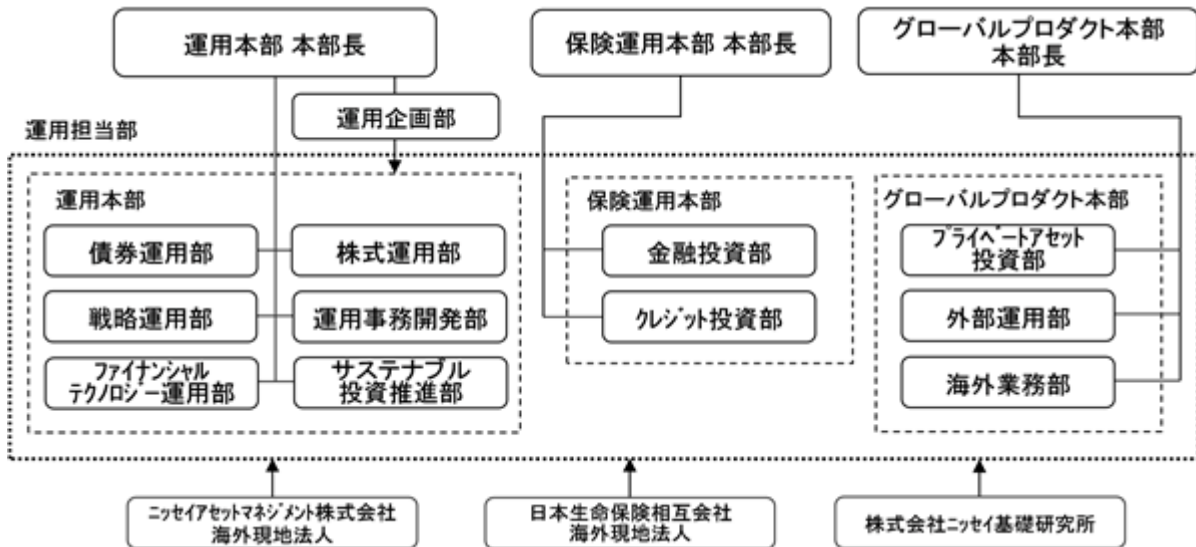 運用本部 本部長
保険運用本部 本部長
グローバルプロダクト本部
本部長
運用企画部
運用担当部
運用本部
債券運用部
株式運用部
戦略運用部
運用事務開発部
ファイナンシャル
テクノロジー運用部
サステナブル
投資推進部
保険運用本部
金融投資部
クレジット投資部
グローバルプロダクト本部
プライベートアセット
投資部
外部運用部
海外業務部
ニッセイアセットマネジメント株式会社
海外現地法人
日本生命保険相互会社
海外現地法人
株式会社ニッセイ基礎研究所